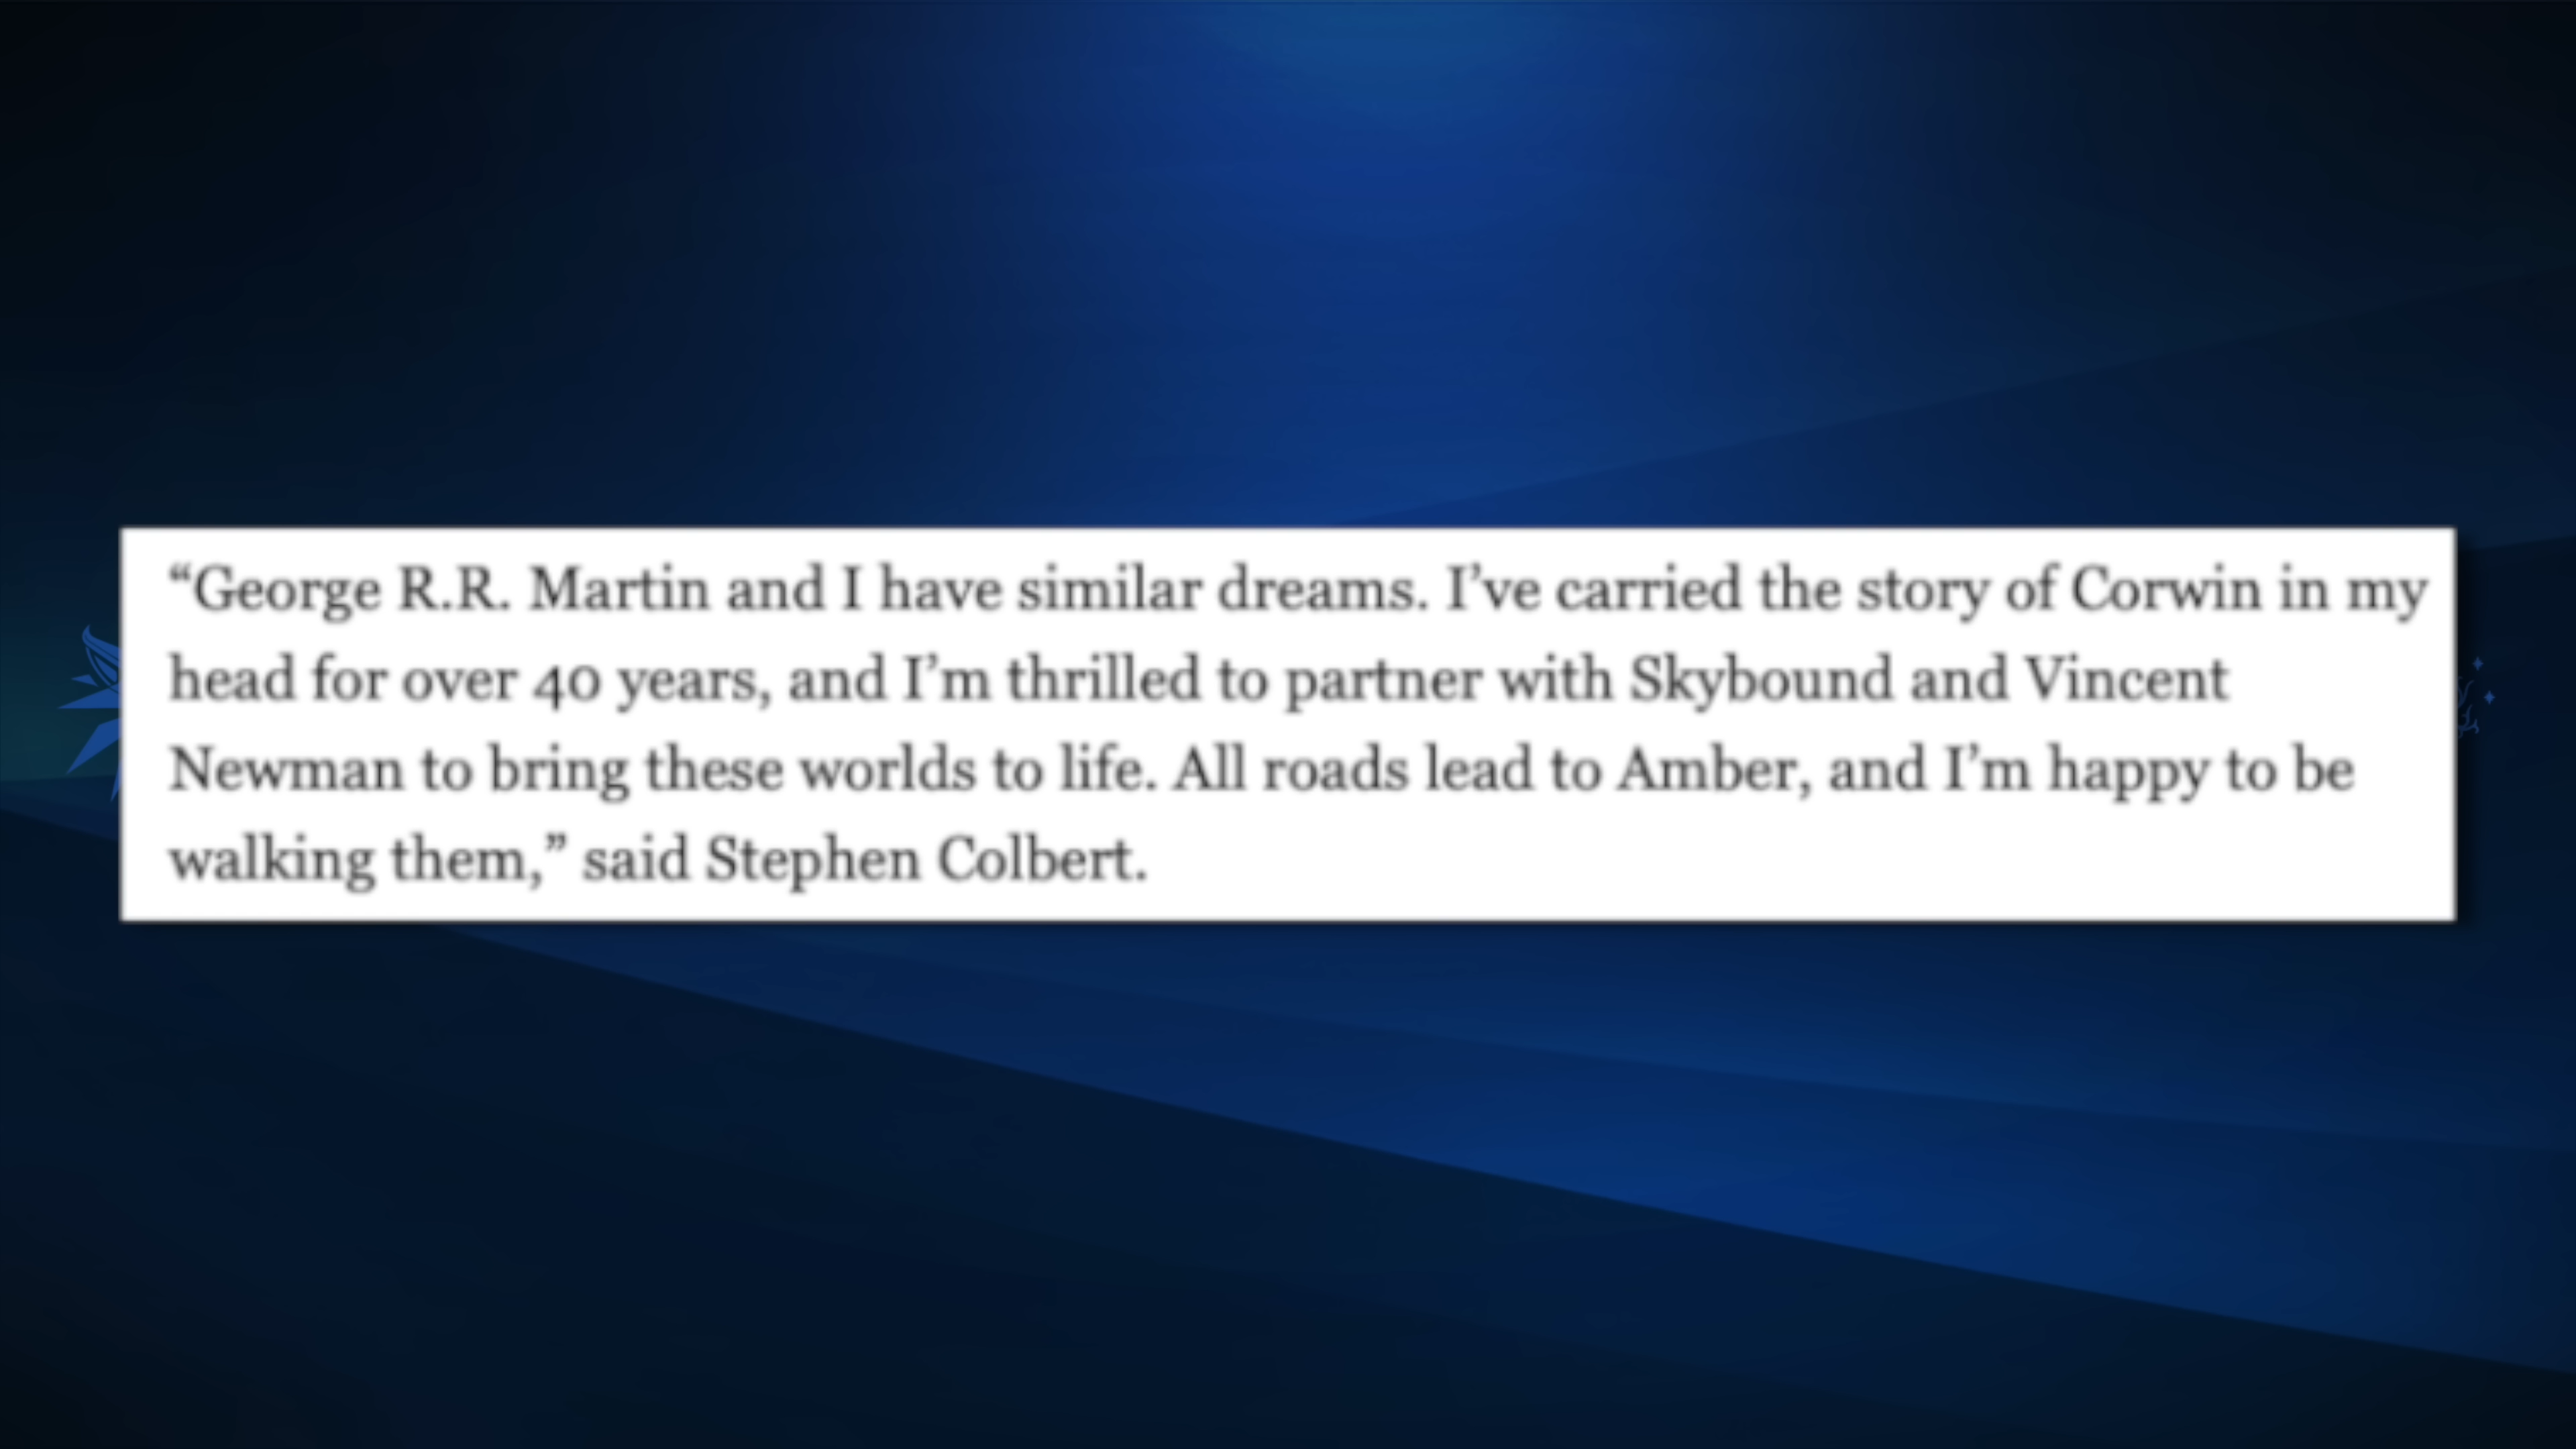 “George R.R. Martin and I have similar dreams. I’ve carried the story of Corwin in my
head for over 40 years, and I’m thrilled to partner with Skybound and Vincent
Newman to bring these worlds to life. All roads lead to Amber, and I’m happy to be
walking them,” said Stephen Colbert.